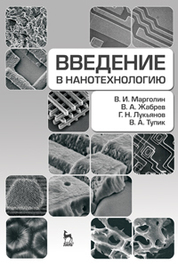 ВВЕДЕНИЕ
В НАНОТЕХНОЛОГИЮ
В. И. Марголин
В. А. Жабрев
Г. Н. Лукьянов
В. А. Тупик